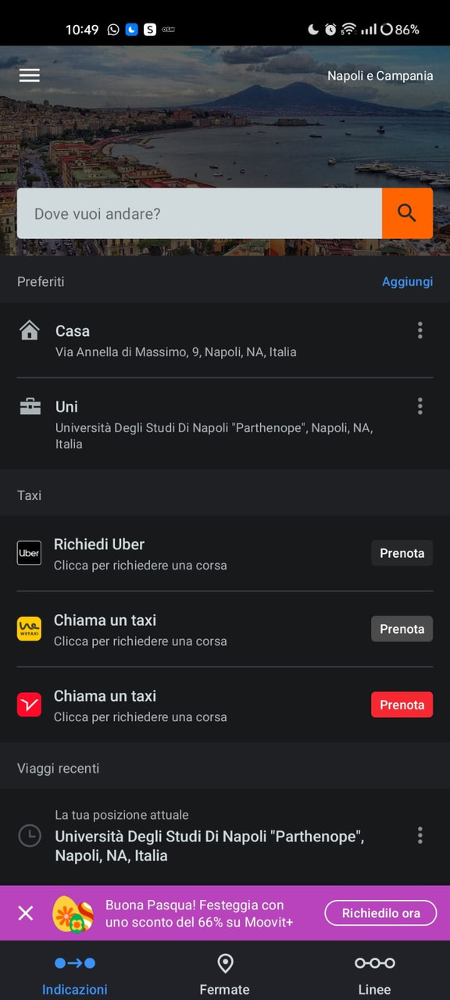 10:49
S
OSM
86%
Napoli e Campania
Dove vuoi andare?
Preferiti
Aggiungi
Casa
Via Annella di Massimo, 9, Napoli, NA, Italia
Uni
Università Degli Studi Di Napoli "Parthenope", Napoli, NA,
Italia
Taxi
Uber
Richiedi Uber
Clicca per richiedere una corsa
Prenota
WETAXI
Chiama un taxi
Clicca per richiedere una corsa
Prenota
Chiama un taxi
Clicca per richiedere una corsa
Prenota
Viaggi recenti
La tua posizione attuale
Università Degli Studi Di Napoli "Parthenope",
Napoli, NA, Italia
Buona Pasqua! Festeggia con
uno sconto del 66% su Moovit+
Richiedilo ora
Indicazioni
Fermate
Linee